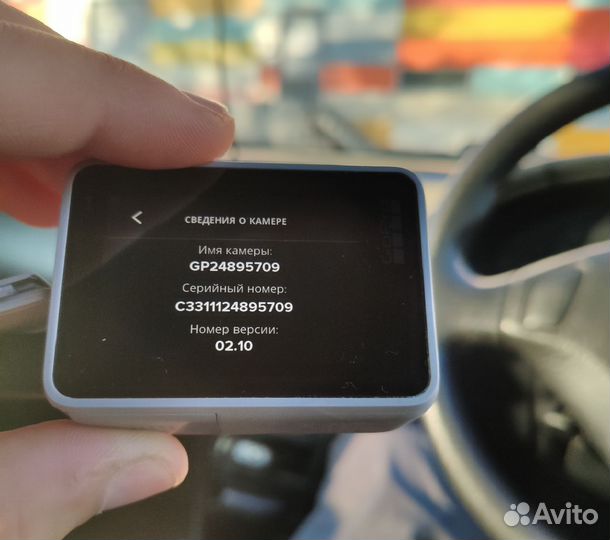 СВЕДЕНИЯ О КАМЕРЕ
Имя камеры:
GP24895709
Серийный номер:
C3311124895709
Номер версии:
02.10
Avito